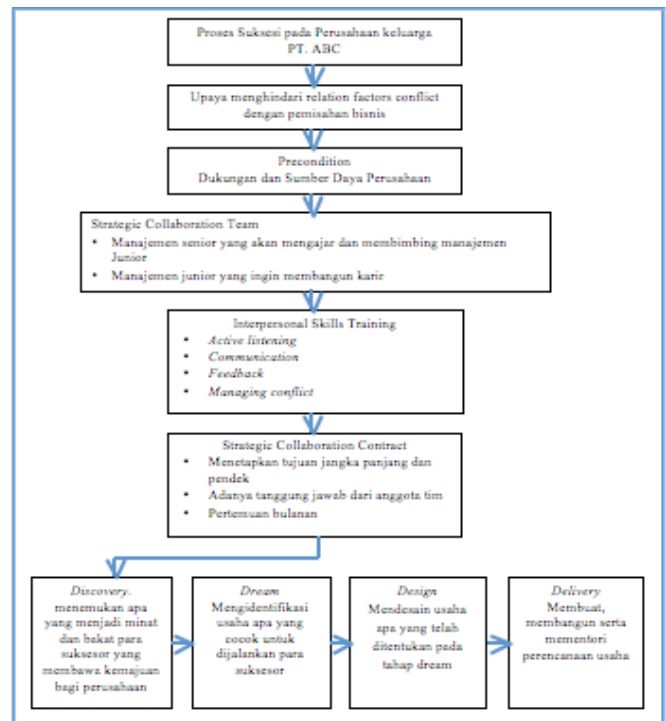 Proses Suksesi pada Perusahaan keluarga
PT. ABC
Upaya menghindari relation factors conflict
dengan pemisahan bisnis
Precondition
Dukungan dan Sumber Daya Perusahaan
Strategic Collaboration Team
• Manajemen senior yang akan mengajar dan membimbing manajemen
Junior
• Manajemen junior yang ingin membangun karir
Interpersonal Skills Training
• Active listening
• Communication
• Feedback
• Managing conflict
Strategic Collaboration Contract
• Menetapkan tujuan jangka panjang dan
pendek
• Adanya tanggung jawab dari anggota tim
• Pertemuan bulanan
Discovery.
menemukan apa
yang menjadi minat
dan bakat para
suksesor yang
membawa kemajuan
bagi perusahaan
Dream
Mengidentifikasi
usaha apa yang
cocok untuk
dijalankan para
suksesor
Design
Mendesain usaha
apa yang telah
ditentukan pada
tahap dream
Delivery
Membuat,
membangun serta
mementori
perencanaan usaha